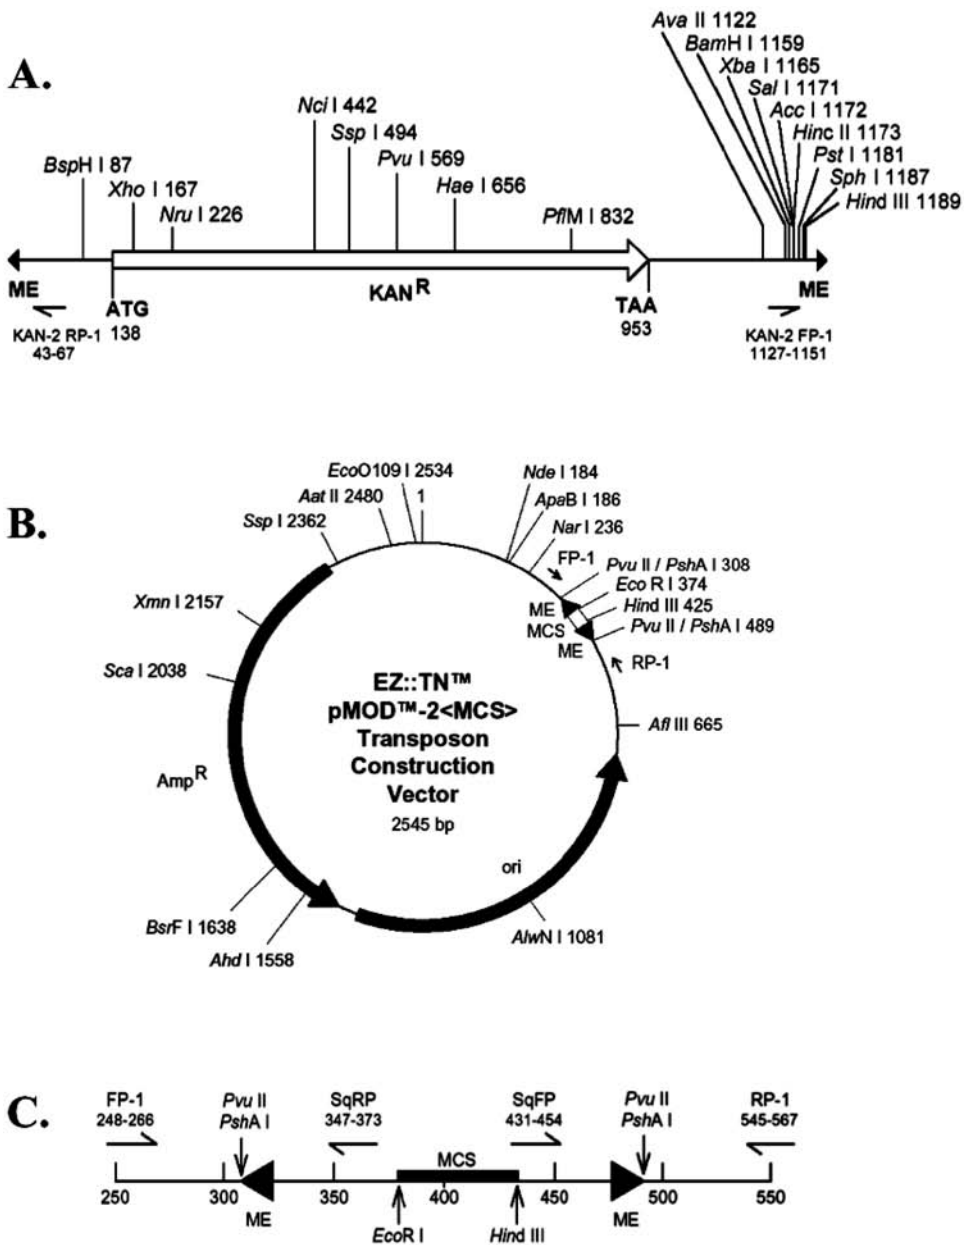 A.
Ava II 1122
BamH I 1159
Xba I 1165
Sal I 1171
Acc I 1172
Hinc II 1173
Pst I 1181
Sph I 1187
Hind III 1189
Nci I 442
Ssp I 494
Pvu I 569
Hae I 656
PflM I 832
BspH I 87
Xho I 167
Nru I 226
ME
ATG
138
KAN R
TAA
953
ME
KAN-2 RP-1
43-67
KAN-2 FP-1
1127-1151
B.
EcoO109 I 2534
1
Aat II 2480
Ssp I 2362
Xmn I 2157
Sca I 2038
Amp R
BsrF I 1638
Ahd I 1558
Nde I 184
ApaB I 186
Nar I 236
FP-1
Pvu II / PshA I 308
Eco R I 374
Hind III 425
Pvu II / PshA I 489
ME
MCS
ME
RP-1
Afl III 665
EZ::TN™
pMOD™-2<MCS>
Transposon
Construction
Vector
2545 bp
ori
AlwN I 1081
C.
FP-1
248-266
Pvu II
PshA I
SqRP
347-373
SqFP
431-454
Pvu II
PshA I
RP-1
545-567
MCS
250 300 350 400 450 500 550
ME
EcoR I
Hind III
ME